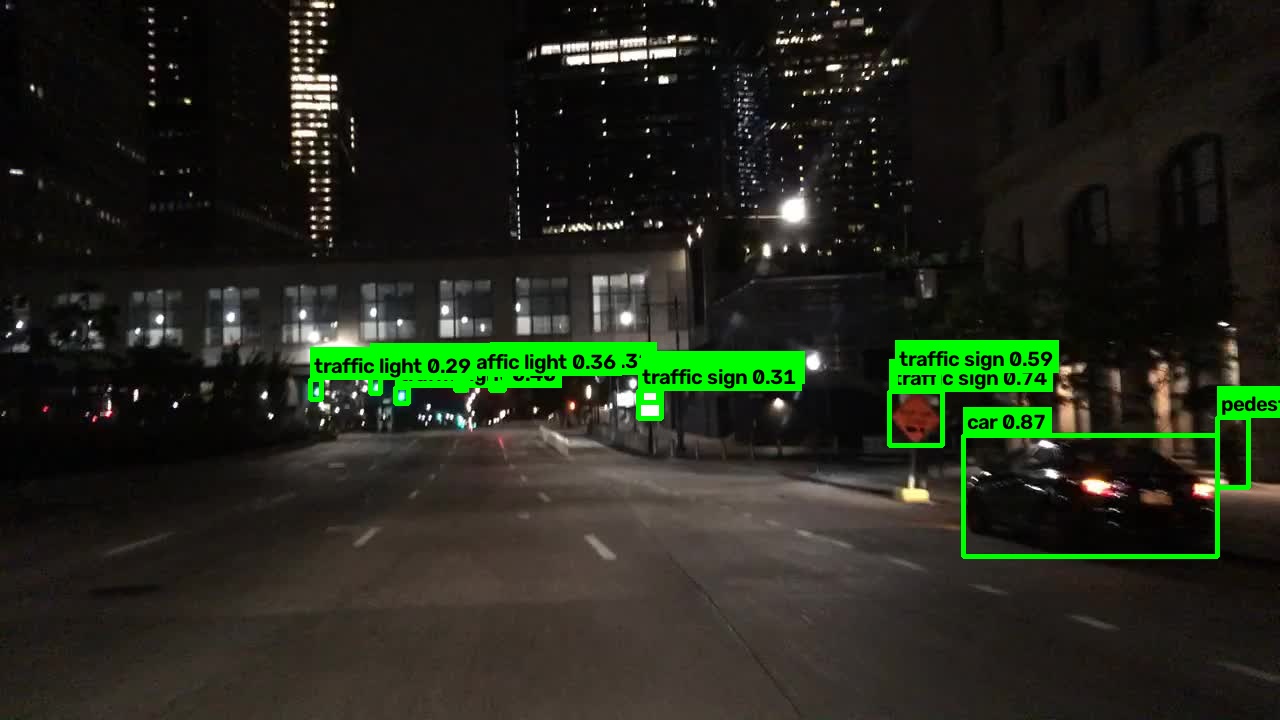 traffic sign 0.59
traffic light 0.29
affic light 0.36
traffic sign 0.31
traffic sign 0.74
car 0.87
pedes